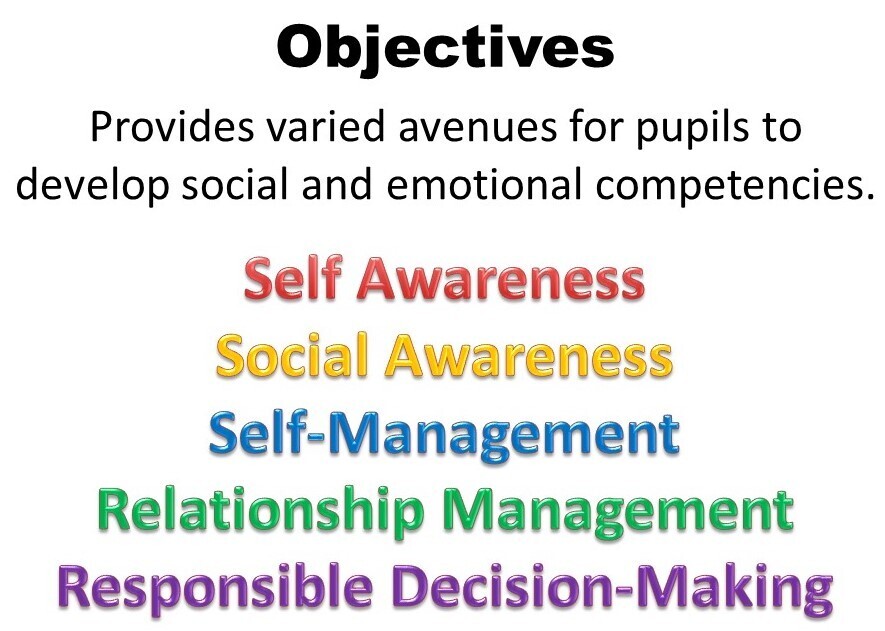 Objectives
Provides varied avenues for pupils to
develop social and emotional competencies.
Self Awareness
Social Awareness
Self-Management
Relationship Management
Responsible Decision-Making